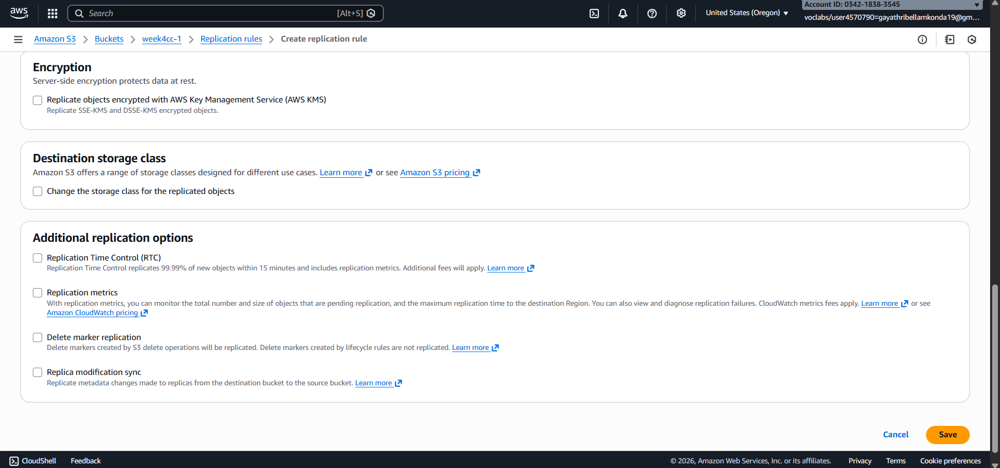 aws
Search
[Alt+S]
United States (Oregon)
Account ID: 0342-1838-3545
voclabs/user4570790=gayathribellamkonda19@gm...
Amazon S3 > Buckets > week4cc-1 > Replication rules > Create replication rule
Encryption
Server-side encryption protects data at rest.
Replicate objects encrypted with AWS Key Management Service (AWS KMS)
Replicate SSE-KMS and DSSE-KMS encrypted objects.
Destination storage class
Amazon S3 offers a range of storage classes designed for different use cases. Learn more or see Amazon S3 pricing
Change the storage class for the replicated objects
Additional replication options
Replication Time Control (RTC)
Replication Time Control replicates 99.99% of new objects within 15 minutes and includes replication metrics. Additional fees will apply. Learn more
Replication metrics
With replication metrics, you can monitor the total number and size of objects that are pending replication, and the maximum replication time to the destination Region. You can also view and diagnose replication failures. CloudWatch metrics fees apply. Learn more or see
Amazon CloudWatch pricing
Delete marker replication
Delete markers created by S3 delete operations will be replicated. Delete markers created by lifecycle rules are not replicated. Learn more
Replica modification sync
Replicate metadata changes made to replicas from the destination bucket to the source bucket. Learn more
Cancel
Save
CloudShell
Feedback
© 2026, Amazon Web Services, Inc. or its affiliates.
Privacy
Terms
Cookie preferences